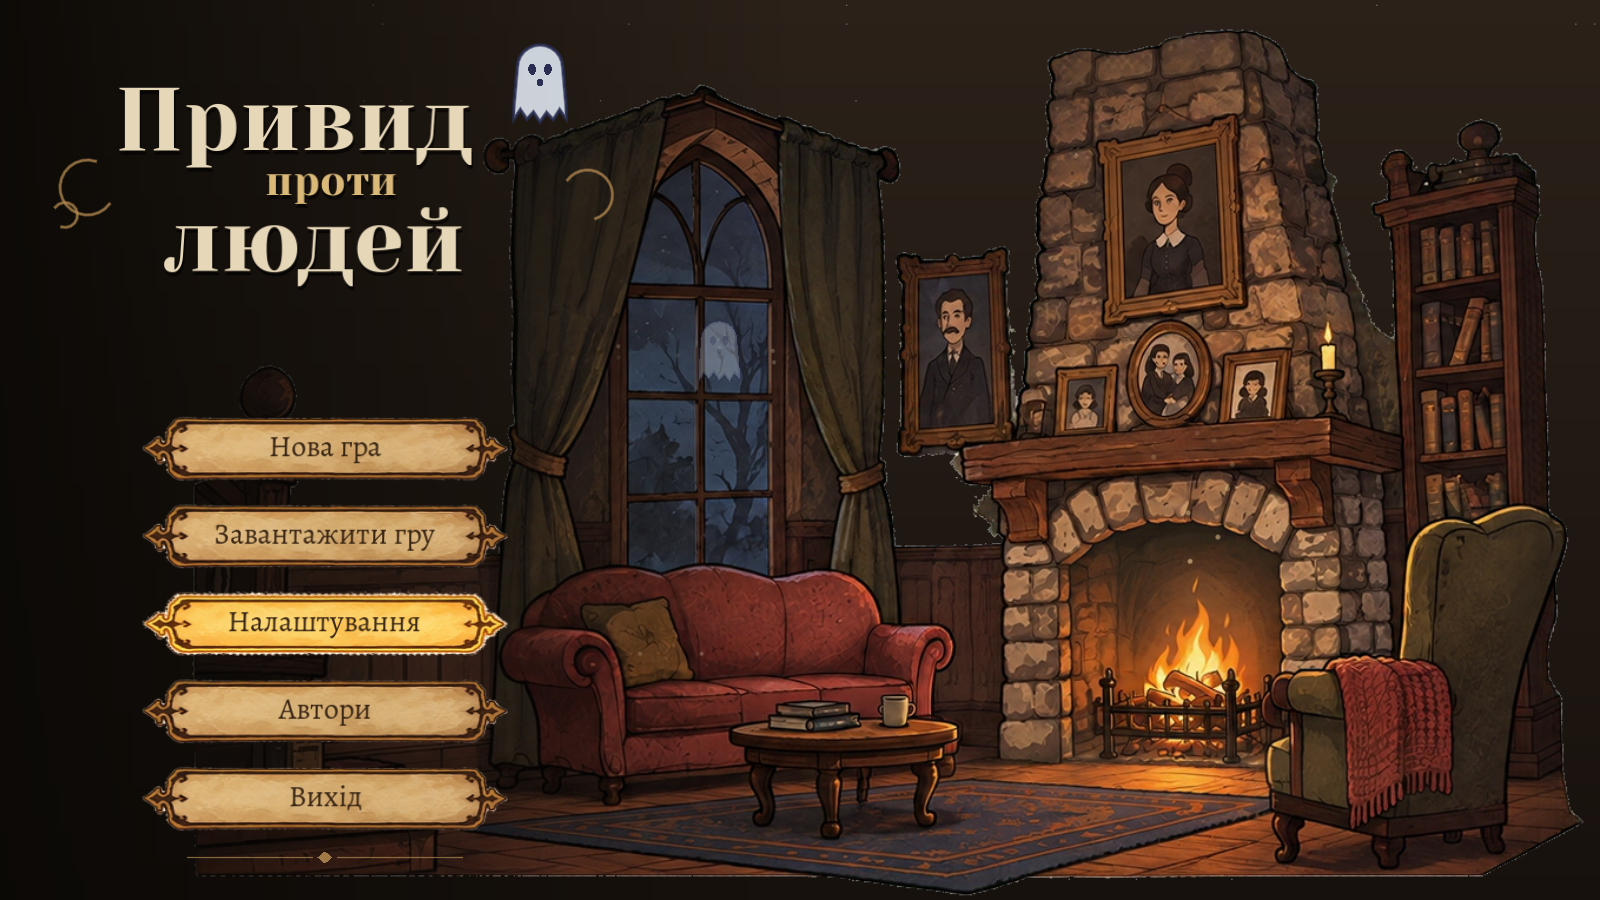 Привид
проти
людей
Нова гра
Завантажити гру
Налаштування
Автори
Вихід